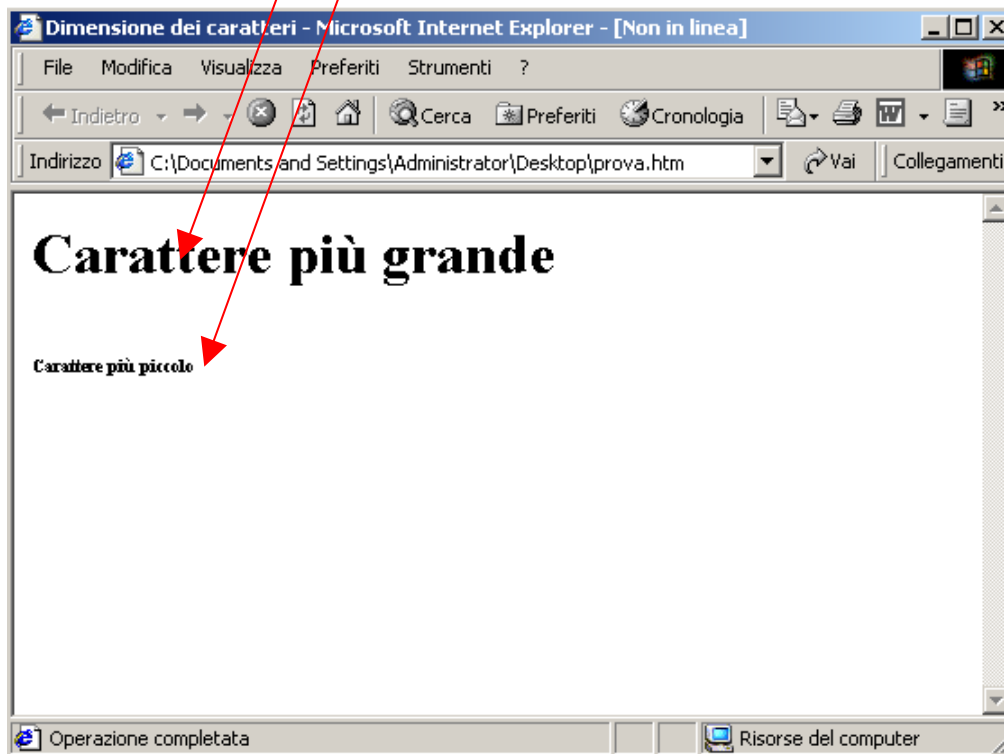 Dimensione dei caratteri - Microsoft Internet Explorer - [Non in linea]
File Modifica Visualizza Preferiti Strumenti ?
Indietro Cerca Preferiti Cronologia
Indirizzo C:\Documents and Settings\Administrator\Desktop\prova.htm Vai Collegamenti
Carattere più grande
Carattere più piccolo
Operazione completata Risorse del computer